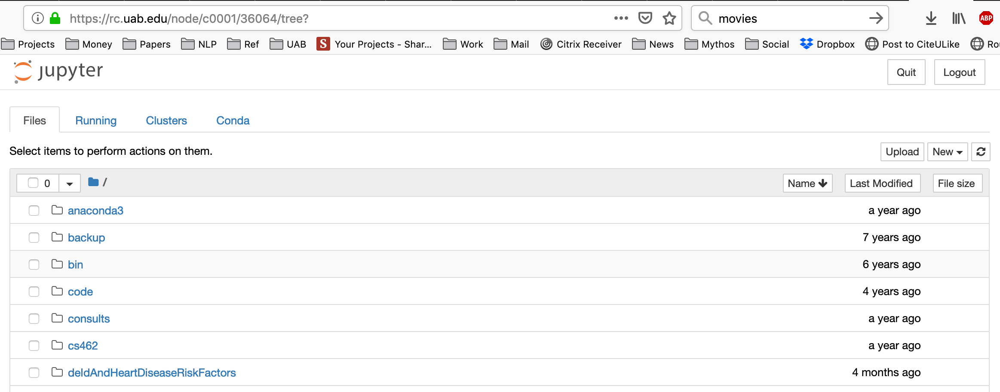 https://rc.uab.edu/node/c0001/36064/tree? movies ABP
Projects Money Papers NLP Ref UAB S Your Projects - Shar... Work Mail Citrix Receiver News Mythos Social Dropbox Post to CiteULike Ro
jupyter Quit Logout
Files Running Clusters Conda
Select items to perform actions on them. Upload New
0 / Name Last Modified File size
anaconda3 a year ago
backup 7 years ago
bin 6 years ago
code 4 years ago
consults a year ago
cs462 a year ago
deIdAndHeartDiseaseRiskFactors 4 months ago